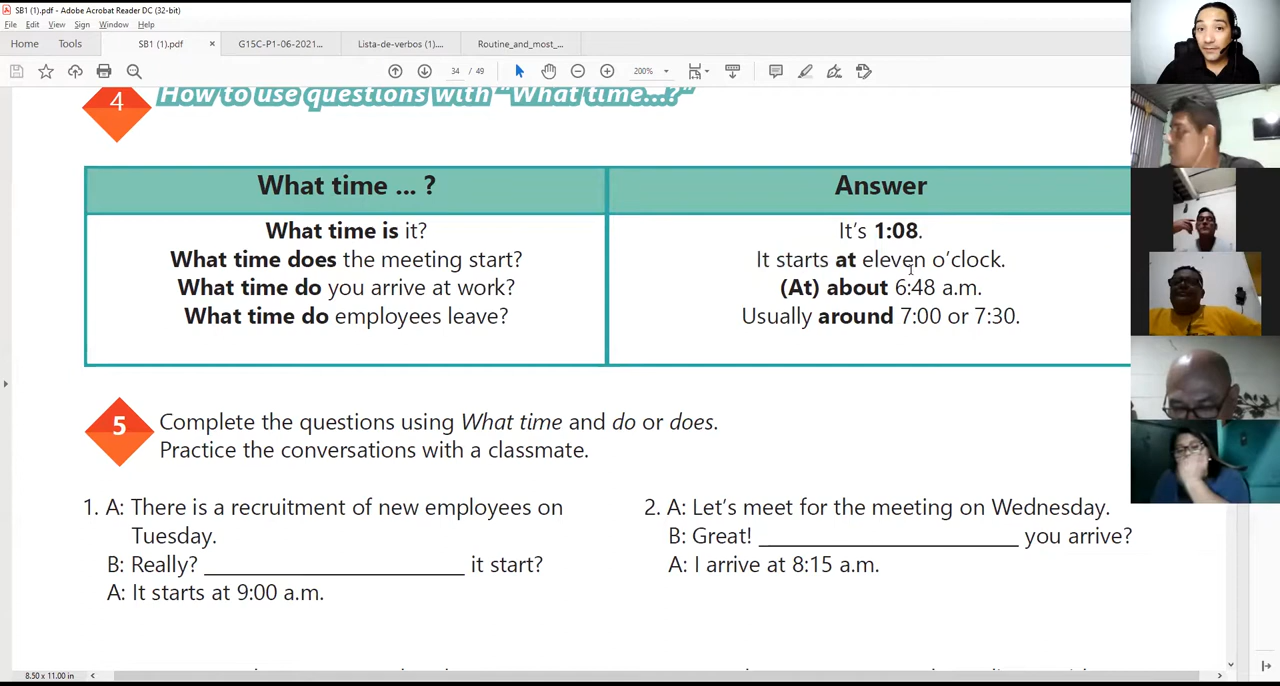 SB1 (1).pdf - Adobe Acrobat Reader DC (32-bit)
File Edit View Sign Window Help
Home Tools SB1 (1).pdf × G15C-P1-06-2021... Lista-de-verbos (1).... Routine_and_most_...
34 / 49 200%
4 How to use questions with "What time...?"
What time ... ? Answer
What time is it? It's 1:08.
What time does the meeting start? It starts at eleven o'clock.
What time do you arrive at work? (At) about 6:48 a.m.
What time do employees leave? Usually around 7:00 or 7:30.
5 Complete the questions using What time and do or does.
Practice the conversations with a classmate.
1. A: There is a recruitment of new employees on
Tuesday.
B: Really? ______________________ it start?
A: It starts at 9:00 a.m.
2. A: Let's meet for the meeting on Wednesday.
B: Great! ______________________ you arrive?
A: I arrive at 8:15 a.m.
8.50 x 11.00 in